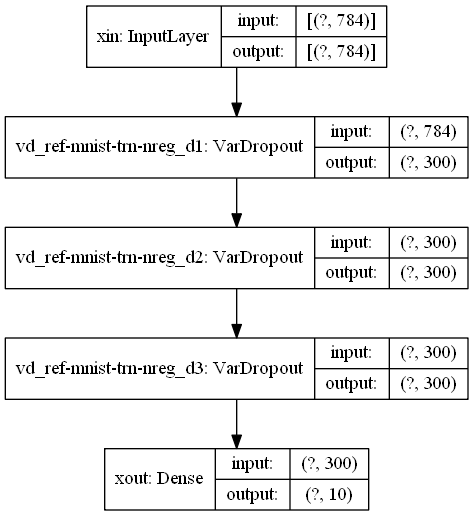 xin: InputLayer
input: [(?, 784)]
output: [(?, 784)]
vd_ref-mnist-trn-nreg_d1: VarDropout
input: (?, 784)
output: (?, 300)
vd_ref-mnist-trn-nreg_d2: VarDropout
input: (?, 300)
output: (?, 300)
vd_ref-mnist-trn-nreg_d3: VarDropout
input: (?, 300)
output: (?, 300)
xout: Dense
input: (?, 300)
output: (?, 10)